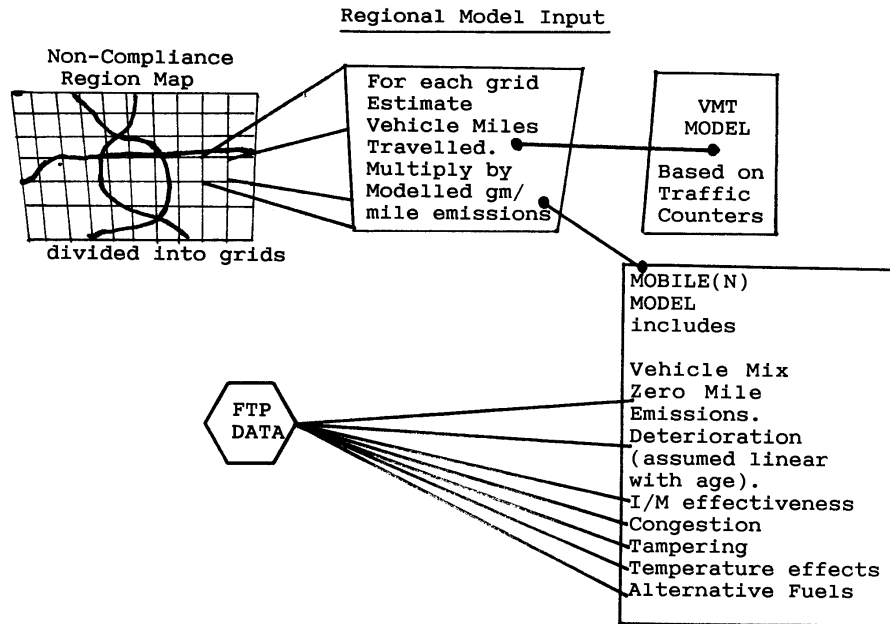 Regional Model Input
Non-Compliance
Region Map
divided into grids
For each grid
Estimate
Vehicle Miles
Travelled.
Multiply by
Modelled gm/
mile emissions
VMT
MODEL
Based on
Traffic
Counters
MOBILE(N)
MODEL
includes
Vehicle Mix
Zero Mile
Emissions.
Deterioration
(assumed linear
with age).
I/M effectiveness
Congestion
Tampering
Temperature effects
Alternative Fuels
FTP
DATA